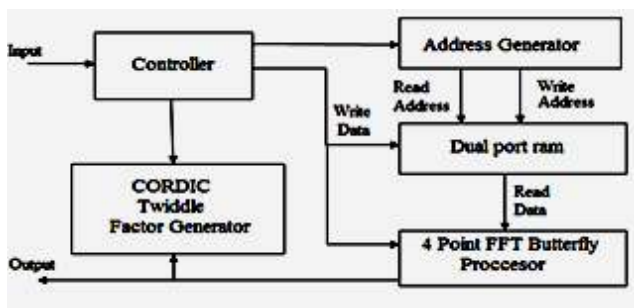 Input
Controller
Address Generator
Read
Address
Write
Address
Write
Data
Dual port ram
CORDIC
Twiddle
Factor Generator
Read
Data
4 Point FFT Butterfly
Proccesor
Output